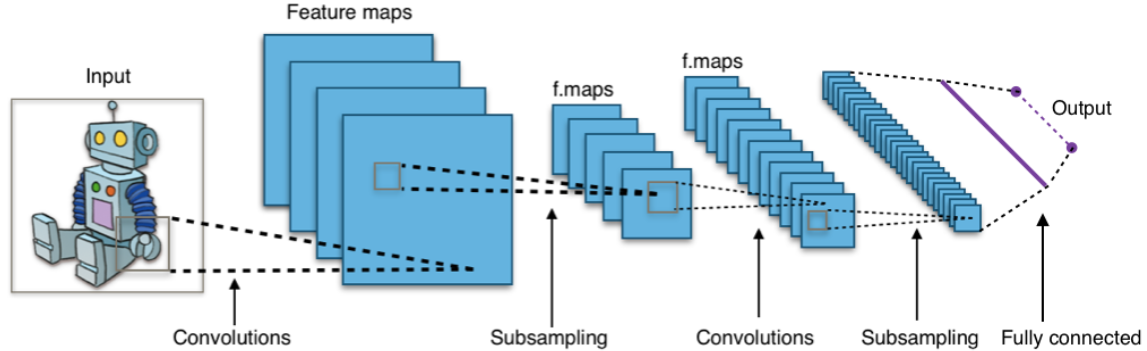 Feature maps
Input
f.maps
f.maps
Output
Convolutions
Subsampling
Convolutions
Subsampling
Fully connected